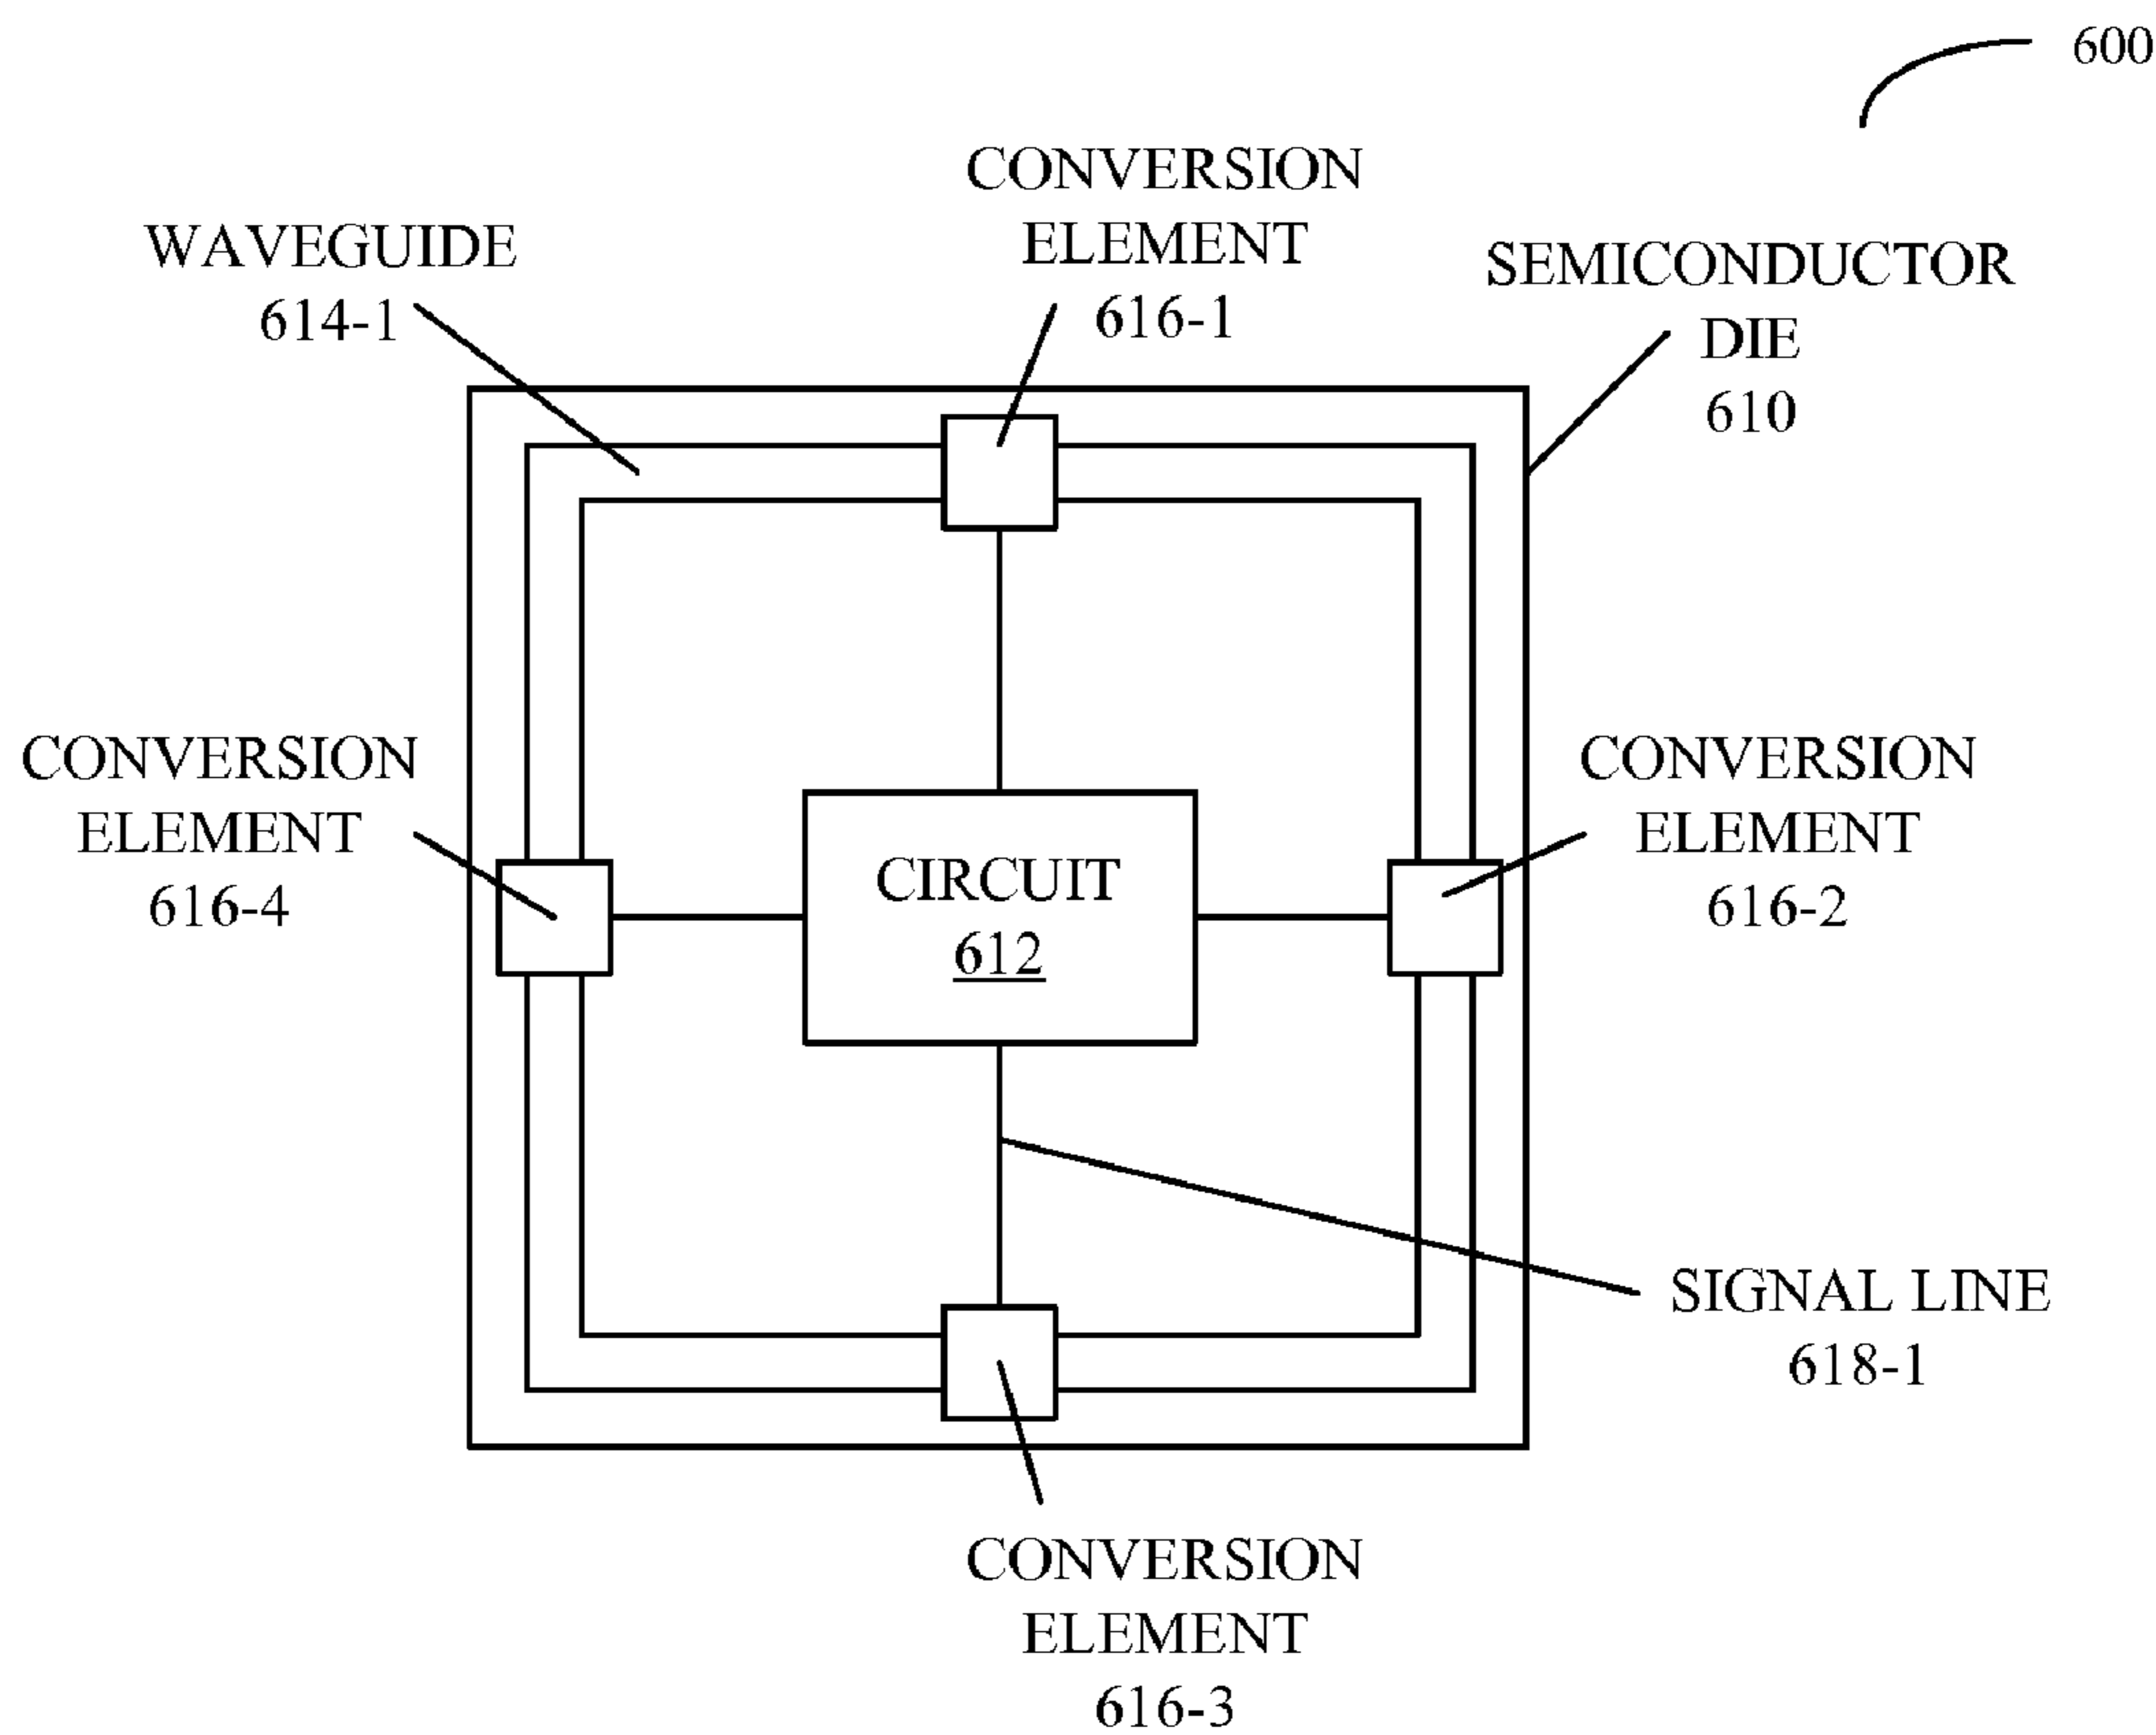 600
CONVERSION
ELEMENT
616-1
WAVEGUIDE
614-1
SEMICONDUCTOR
DIE
610
CONVERSION
ELEMENT
616-4
CIRCUIT
612
CONVERSION
ELEMENT
616-2
SIGNAL LINE
618-1
CONVERSION
ELEMENT
616-3